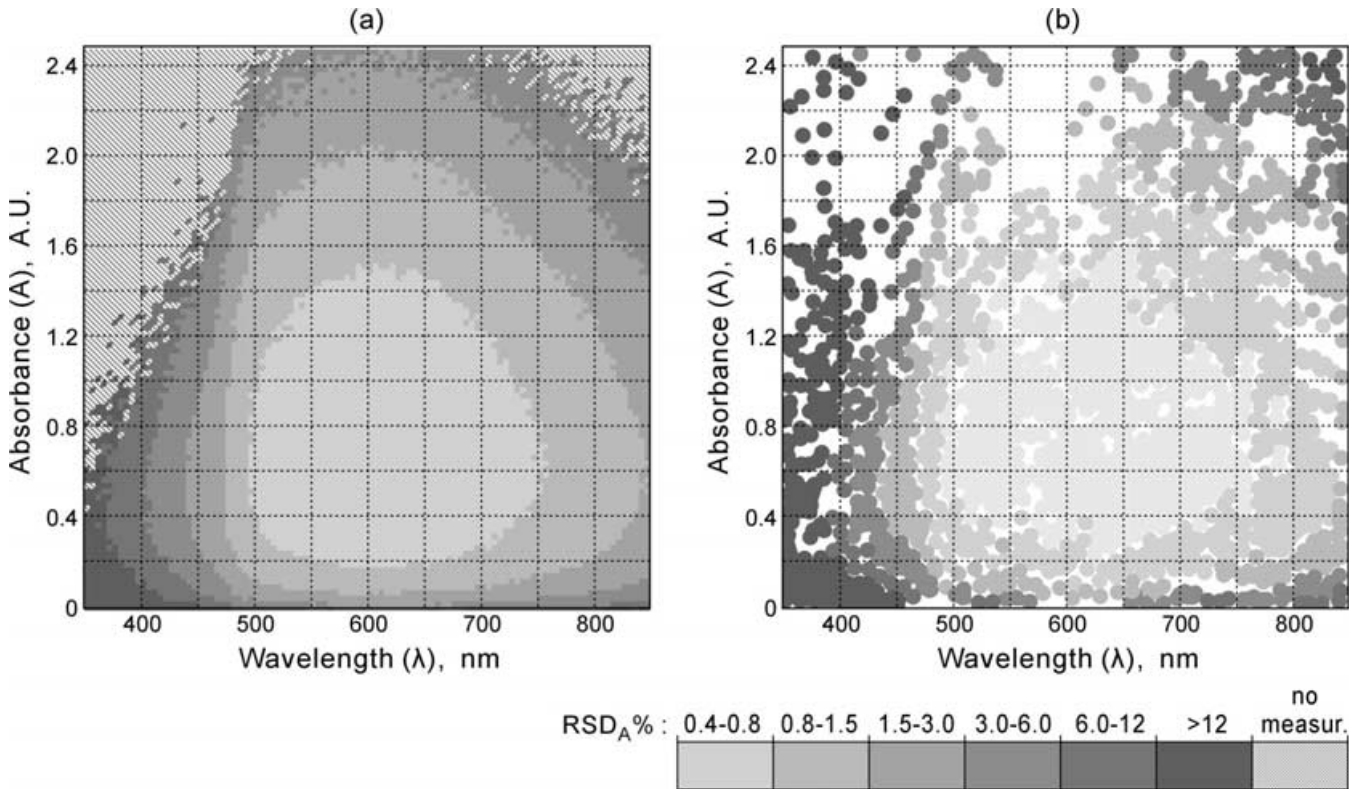 (a)
(b)
Absorbance (A), A.U.
2.4
2.0
1.6
1.2
0.8
0.4
0
400 500 600 700 800
Wavelength (λ), nm
Absorbance (A), A.U.
2.4
2.0
1.6
1.2
0.8
0.4
0
400 500 600 700 800
Wavelength (λ), nm
RSD_A% : 0.4-0.8 0.8-1.5 1.5-3.0 3.0-6.0 6.0-12 >12 no measur.